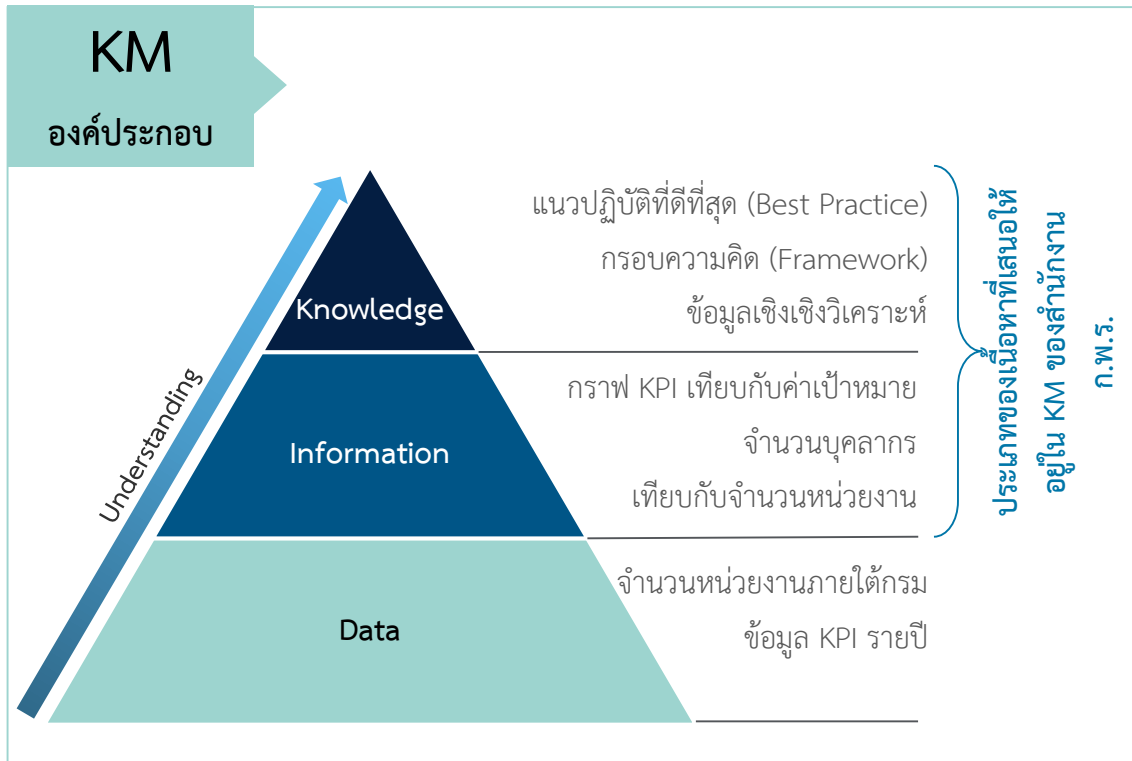 KM
องค์ประกอบ
Understanding
Knowledge
แนวปฏิบัติที่ดีที่สุด (Best Practice)
กรอบความคิด (Framework)
ข้อมูลเชิงเชิงวิเคราะห์
Information
กราฟ KPI เทียบกับค่าเป้าหมาย
จำนวนบุคลากร
เทียบกับจำนวนหน่วยงาน
Data
จำนวนหน่วยงานภายใต้กรม
ข้อมูล KPI รายปี
ประเภทของเนื้อหาที่เสนอให้
อยู่ใน KM ของสำนักงาน
ก.พ.ร.